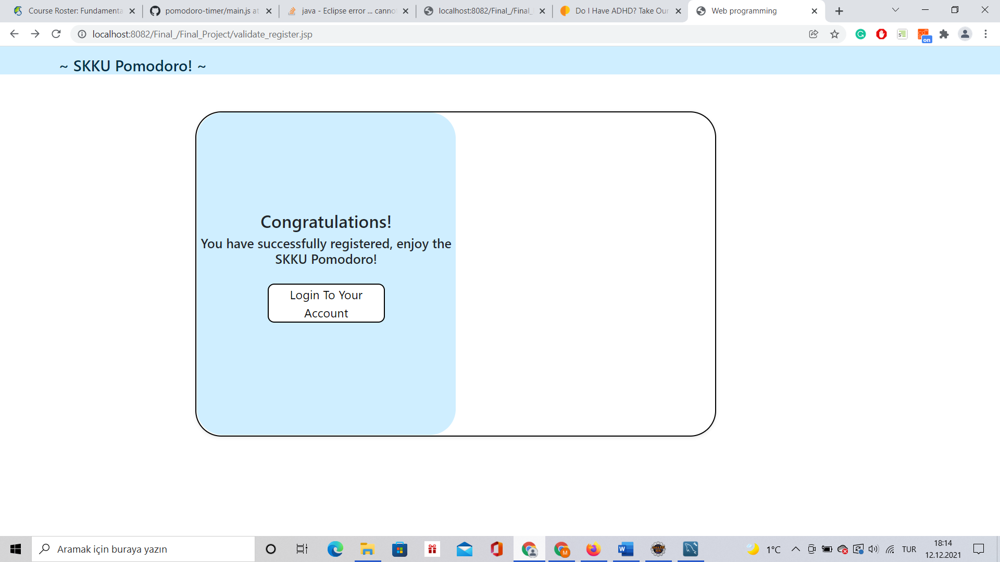 Course Roster: Fundamenta
pomodoro-timer/main.js at
java - Eclipse error ... canno
localhost:8082/Final_/Final_
Do I Have ADHD? Take Our
Web programming
localhost:8082/Final_/Final_Project/validate_register.jsp
on
~ SKKU Pomodoro! ~
Congratulations!
You have successfully registered, enjoy the
SKKU Pomodoro!
Login To Your
Account
Aramak için buraya yazın
1°C
TUR
18:14
12.12.2021